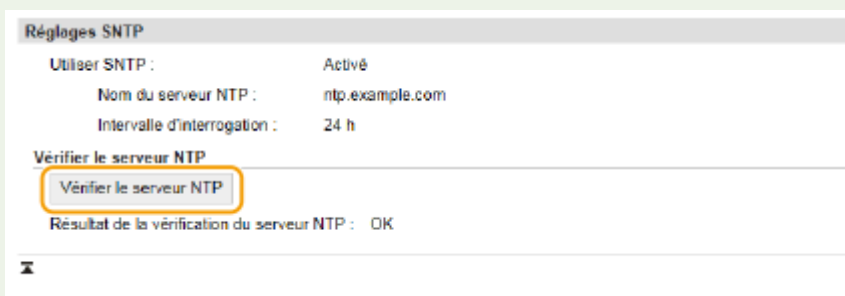 Réglages SNTP
Utiliser SNTP : Activé
Nom du serveur NTP : ntp.example.com
Intervalle d'interrogation : 24 h
Vérifier le serveur NTP
Vérifier le serveur NTP
Résultat de la vérification du serveur NTP : OK